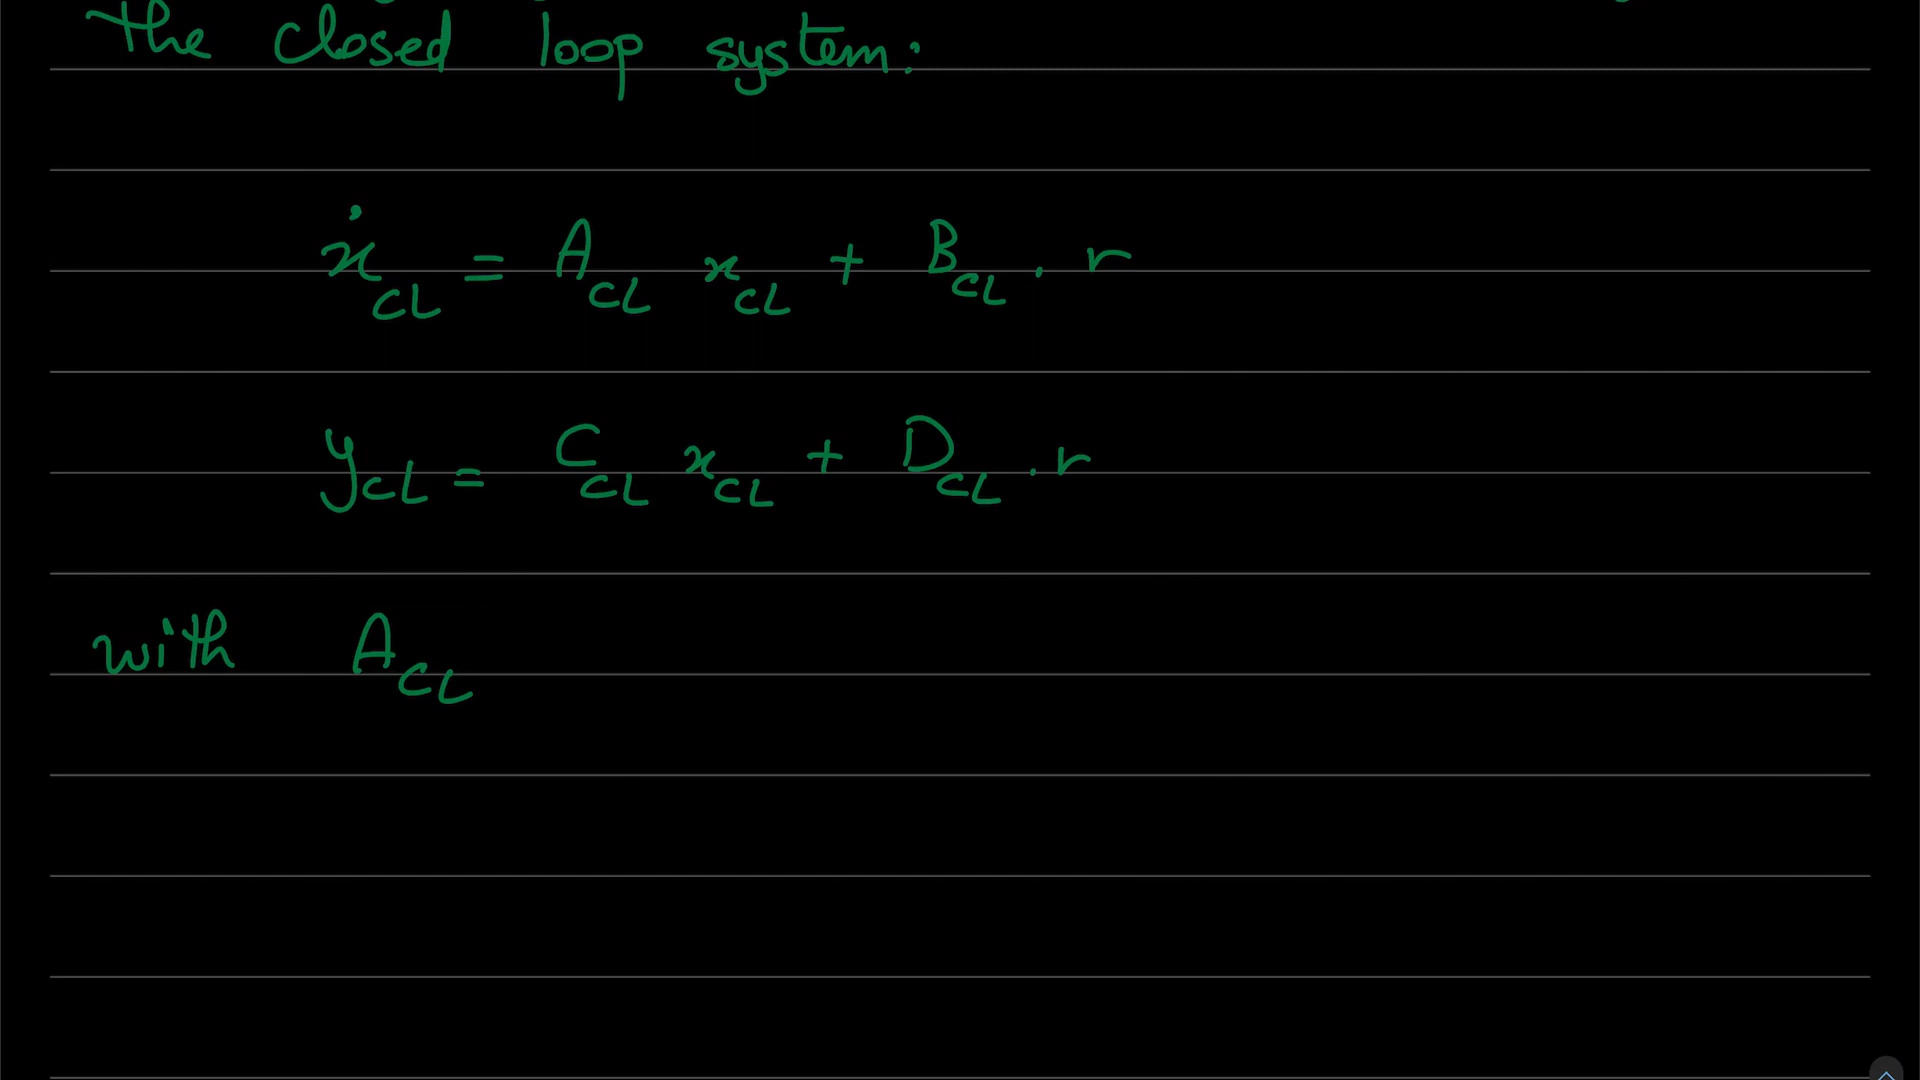 The closed loop system:
ẋ_CL = A_CL x_CL + B_CL . r
y_CL = C_CL x_CL + D_CL . r
with A_CL